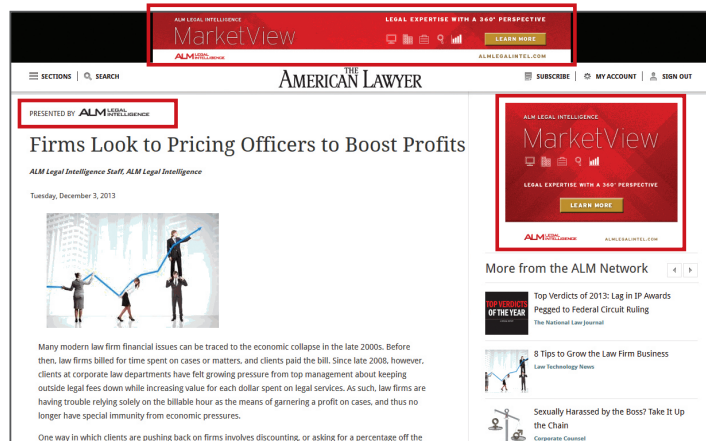 ALM LEGAL INTELLIGENCE
MarketView
LEGAL EXPERTISE WITH A 360° PERSPECTIVE
LEARN MORE
ALM LEGAL INTELLIGENCE
ALMLEGALINTEL.COM
SECTIONS
SEARCH
THE AMERICAN LAWYER
SUBSCRIBE
MY ACCOUNT
SIGN OUT
PRESENTED BY ALM LEGAL INTELLIGENCE
Firms Look to Pricing Officers to Boost Profits
ALM Legal Intelligence Staff, ALM Legal Intelligence
Tuesday, December 3, 2013
Many modern law firm financial issues can be traced to the economic collapse in the late 2000s. Before
then, law firms billed for time spent on cases or matters, and clients paid the bill. Since late 2008, however,
clients at corporate law departments have felt growing pressure from top management about keeping
outside legal fees down while increasing value for each dollar spent on legal services. As such, law firms are
having trouble relying solely on the billable hour as the means of garnering a profit on cases, and thus no
longer have special immunity from economic pressures.
One way in which clients are pushing back on firms involves discounting, or asking for a percentage off the
ALM LEGAL INTELLIGENCE
MarketView
LEGAL EXPERTISE WITH A 360° PERSPECTIVE
LEARN MORE
ALM LEGAL INTELLIGENCE
ALMLEGALINTEL.COM
More from the ALM Network
TOP VERDICTS
OF THE YEAR
Top Verdicts of 2013: Lag in IP Awards
Pegged to Federal Circuit Ruling
The National Law Journal
8 Tips to Grow the Law Firm Business
Law Technology News
Sexually Harassed by the Boss? Take It Up
the Chain
Corporate Counsel